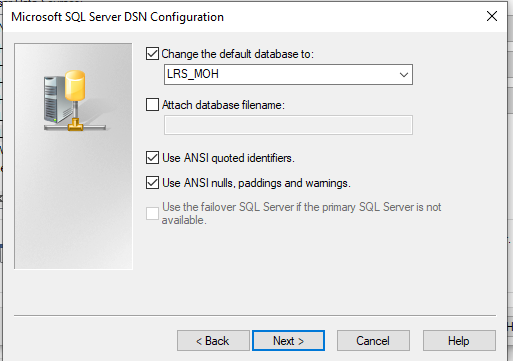 Microsoft SQL Server DSN Configuration
Change the default database to:
LRS_MOH
Attach database filename:
Use ANSI quoted identifiers.
Use ANSI nulls, paddings and warnings.
Use the failover SQL Server if the primary SQL Server is not
available.
< Back
Next >
Cancel
Help